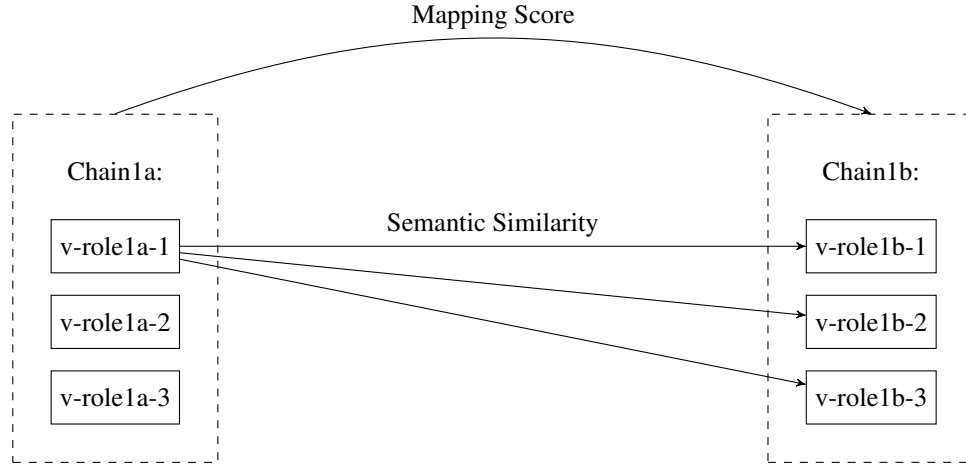 Mapping Score
Chain1a:
Chain1b:
Semantic Similarity
v-role1a-1
v-role1b-1
v-role1a-2
v-role1b-2
v-role1a-3
v-role1b-3